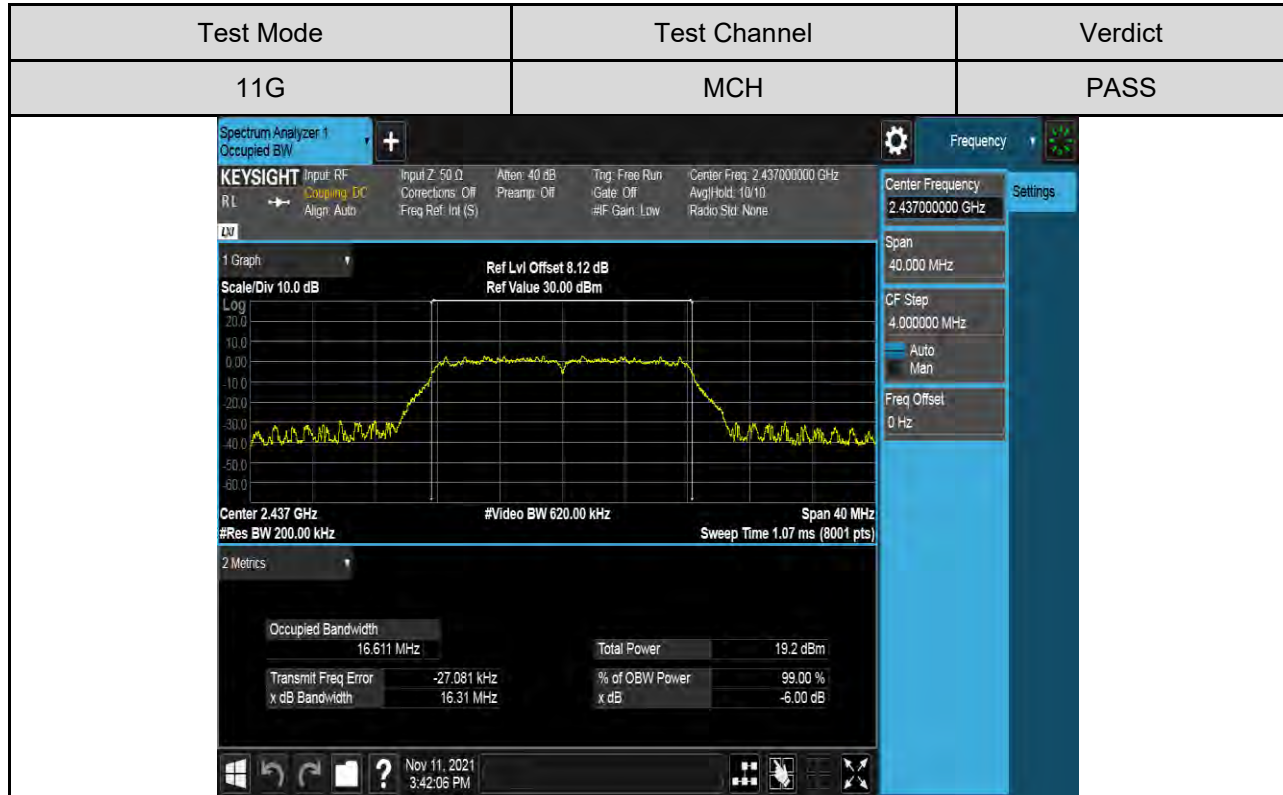 Test Mode Test Channel Verdict
11G MCH PASS
Spectrum Analyzer 1
Occupied BW
+
Frequency
KEYSIGHT Input: RF Input Z: 50 Ω Atten: 40 dB Trig: Free Run Center Freq: 2.437000000 GHz
RL Coupling: DC Corrections: Off Preamp: Off Gate: Off Avg|Hold: 10/10
Align: Auto Freq Ref: Int (S) #IF Gain: Low Radio Std: None
LXI
Center Frequency
2.437000000 GHz
Settings
Span
40.000 MHz
CF Step
4.000000 MHz
Auto
Man
Freq Offset
0 Hz
1 Graph
Scale/Div 10.0 dB
Ref Lvl Offset 8.12 dB
Ref Value 30.00 dBm
Log
20.0
10.0
0.00
-10.0
-20.0
-30.0
-40.0
-50.0
-60.0
Center 2.437 GHz #Video BW 620.00 kHz Span 40 MHz
#Res BW 200.00 kHz Sweep Time 1.07 ms (8001 pts)
2 Metrics
Occupied Bandwidth
16.611 MHz Total Power 19.2 dBm
Transmit Freq Error -27.081 kHz % of OBW Power 99.00 %
x dB Bandwidth 16.31 MHz x dB -6.00 dB
? Nov 11, 2021
3:42:06 PM